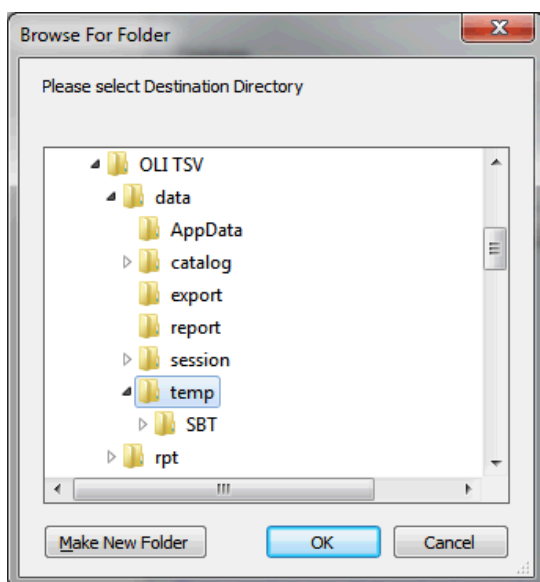 Browse For Folder
Please select Destination Directory
OLI TSV
data
AppData
catalog
export
report
session
temp
SBT
rpt
Make New Folder
OK
Cancel